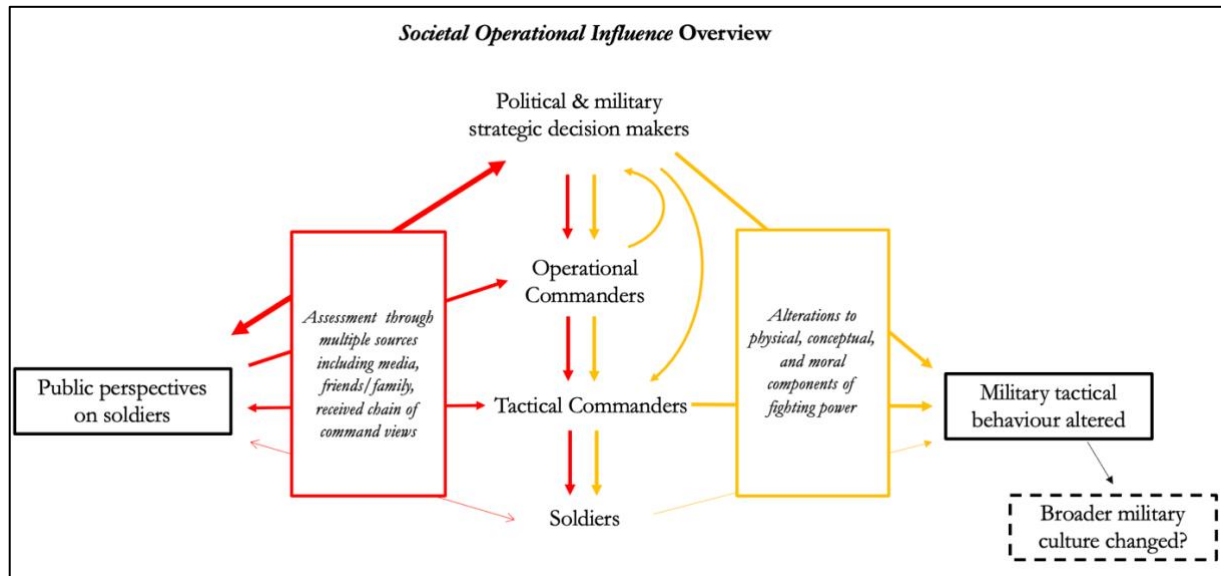 Societal Operational Influence Overview
Political & military
strategic decision makers
Operational
Commanders
Assessment through
multiple sources
including media,
friends/family,
received chain of
command views
Alterations to
physical, conceptual,
and moral
components of
fighting power
Public perspectives
on soldiers
Tactical Commanders
Military tactical
behaviour altered
Soldiers
Broader military
culture changed?